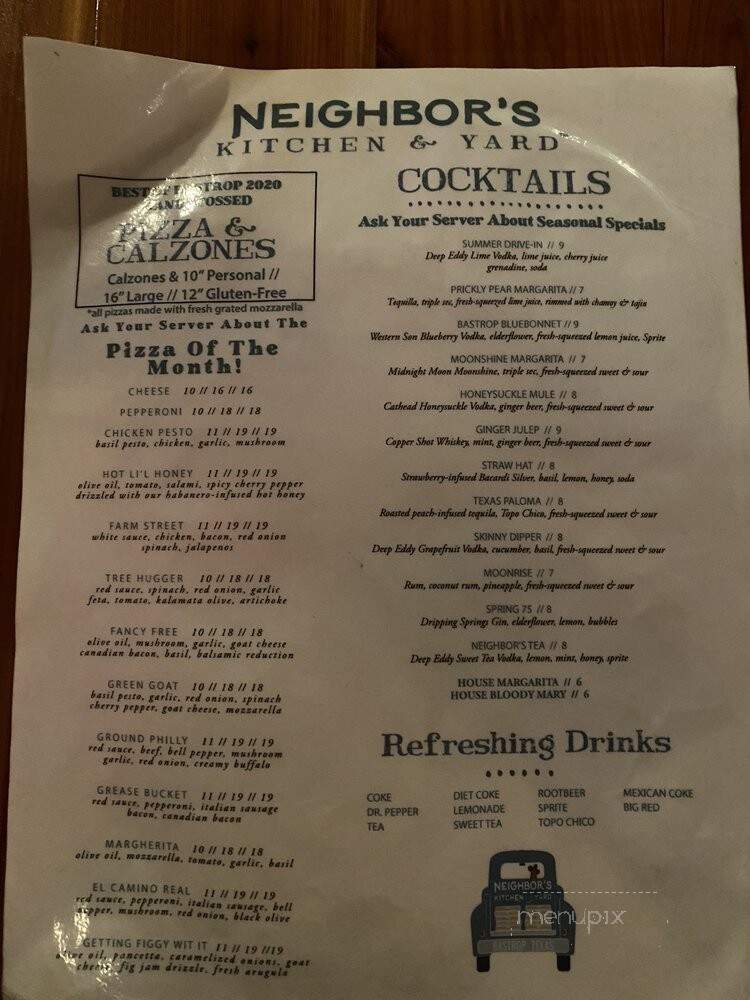 NEIGHBOR'S
KITCHEN & YARD
BEST OF BASTROP 2020
HAND TOSSED
PIZZA &
CALZONES
Calzones & 10" Personal //
16" Large // 12" Gluten-Free
*all pizzas made with fresh grated mozzarella
Ask Your Server About The
Pizza Of The
Month!
CHEESE 10 // 16 // 16
PEPPERONI 10 // 18 // 18
CHICKEN PESTO 11 // 19 // 19
basil pesto, chicken, garlic, mushroom
HOT LI'L HONEY 11 // 19 // 19
olive oil, tomato, salami, spicy cherry pepper
drizzled with our habanero-infused hot honey
FARM STREET 11 // 19 // 19
white sauce, chicken, bacon, red onion
spinach, jalapenos
TREE HUGGER 10 // 18 // 18
red sauce, spinach, red onion, garlic
feta, tomato, kalamata olive, artichoke
FANCY FREE 10 // 18 // 18
olive oil, mushroom, garlic, goat cheese
canadian bacon, basil, balsamic reduction
GREEN GOAT 10 // 18 // 18
basil pesto, garlic, red onion, spinach
cherry pepper, goat cheese, mozzarella
GROUND PHILLY 11 // 19 // 19
red sauce, beef, bell pepper, mushroom
garlic, red onion, creamy buffalo
GREASE BUCKET 11 // 19 // 19
red sauce, pepperoni, italian sausage
bacon, canadian bacon
MARGHERITA 10 // 18 // 18
olive oil, mozzarella, tomato, garlic, basil
EL CAMINO REAL 11 // 19 // 19
red sauce, pepperoni, italian sausage, bell
pepper, mushroom, red onion, black olive
GETTING FIGGY WIT IT 11 // 19 //19
olive oil, pancetta, caramelized onions, goat
cheese, fig jam drizzle, fresh arugula
COCKTAILS
Ask Your Server About Seasonal Specials
SUMMER DRIVE-IN // 9
Deep Eddy Lime Vodka, lime juice, cherry juice
grenadine, soda
PRICKLY PEAR MARGARITA // 7
Tequilla, triple sec, fresh-squeezed lime juice, rimmed with chamoy & tajin
BASTROP BLUEBONNET // 9
Western Son Blueberry Vodka, elderflower, fresh-squeezed lemon juice, Sprite
MOONSHINE MARGARITA // 7
Midnight Moon Moonshine, triple sec, fresh-squeezed sweet & sour
HONEYSUCKLE MULE // 8
Cathead Honeysuckle Vodka, ginger beer, fresh-squeezed sweet & sour
GINGER JULEP // 9
Copper Shot Whiskey, mint, ginger beer, fresh-squeezed sweet & sour
STRAW HAT // 8
Strawberry-infused Bacardi Silver, basil, lemon, honey, soda
TEXAS PALOMA // 8
Roasted peach-infused tequila, Topo Chico, fresh-squeezed sweet & sour
SKINNY DIPPER // 8
Deep Eddy Grapefruit Vodka, cucumber, basil, fresh-squeezed sweet & sour
MOONRISE // 7
Rum, coconut rum, pineapple, fresh-squeezed sweet & sour
SPRING 75 // 8
Dripping Springs Gin, elderflower, lemon, bubbles
NEIGHBOR'S TEA // 8
Deep Eddy Sweet Tea Vodka, lemon, mint, honey, sprite
HOUSE MARGARITA // 6
HOUSE BLOODY MARY // 6
Refreshing Drinks
COKE DIET COKE ROOTBEER MEXICAN COKE
DR. PEPPER LEMONADE SPRITE BIG RED
TEA SWEET TEA TOPO CHICO
NEIGHBOR'S
KITCHEN & YARD
BASTROP, TEXAS
menupix